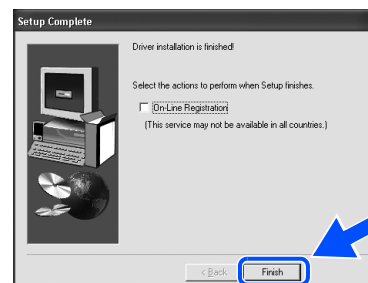 Setup Complete
Driver installation is finished!
Select the actions to perform when Setup finishes.
On-Line Registration
(This service may not be available in all countries.)
< Back
Finish